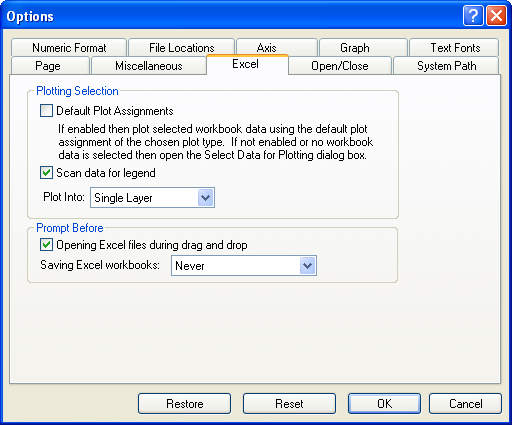 Options
Numeric Format File Locations Axis Graph Text Fonts
Page Miscellaneous Excel Open/Close System Path
Plotting Selection
Default Plot Assignments
If enabled then plot selected workbook data using the default plot
assignment of the chosen plot type. If not enabled or no workbook
data is selected then open the Select Data for Plotting dialog box.
Scan data for legend
Plot Into: Single Layer
Prompt Before
Opening Excel files during drag and drop
Saving Excel workbooks: Never
Restore Reset OK Cancel